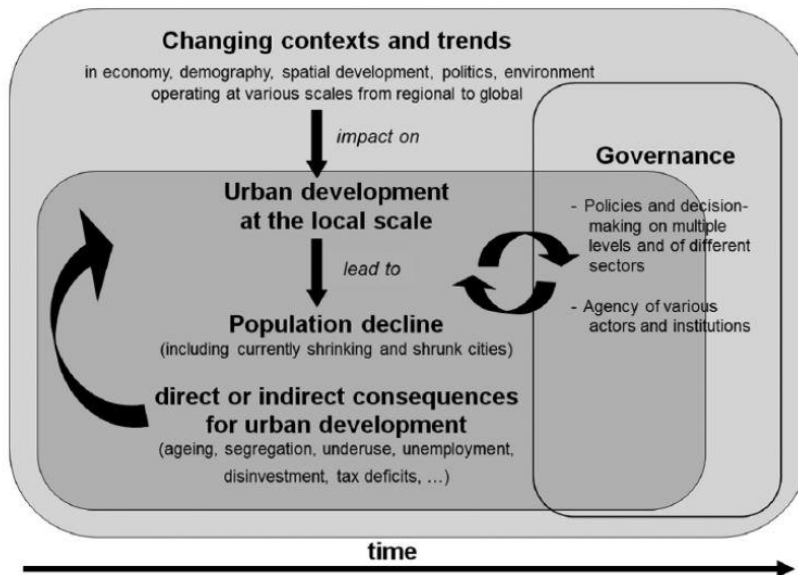 Changing contexts and trends
in economy, demography, spatial development, politics, environment
operating at various scales from regional to global
impact on
Governance
Urban development
at the local scale
- Policies and decision-
making on multiple
levels and of different
sectors
lead to
- Agency of various
actors and institutions
Population decline
(including currently shrinking and shrunk cities)
direct or indirect consequences
for urban development
(ageing, segregation, underuse, unemployment,
disinvestment, tax deficits, …)
time